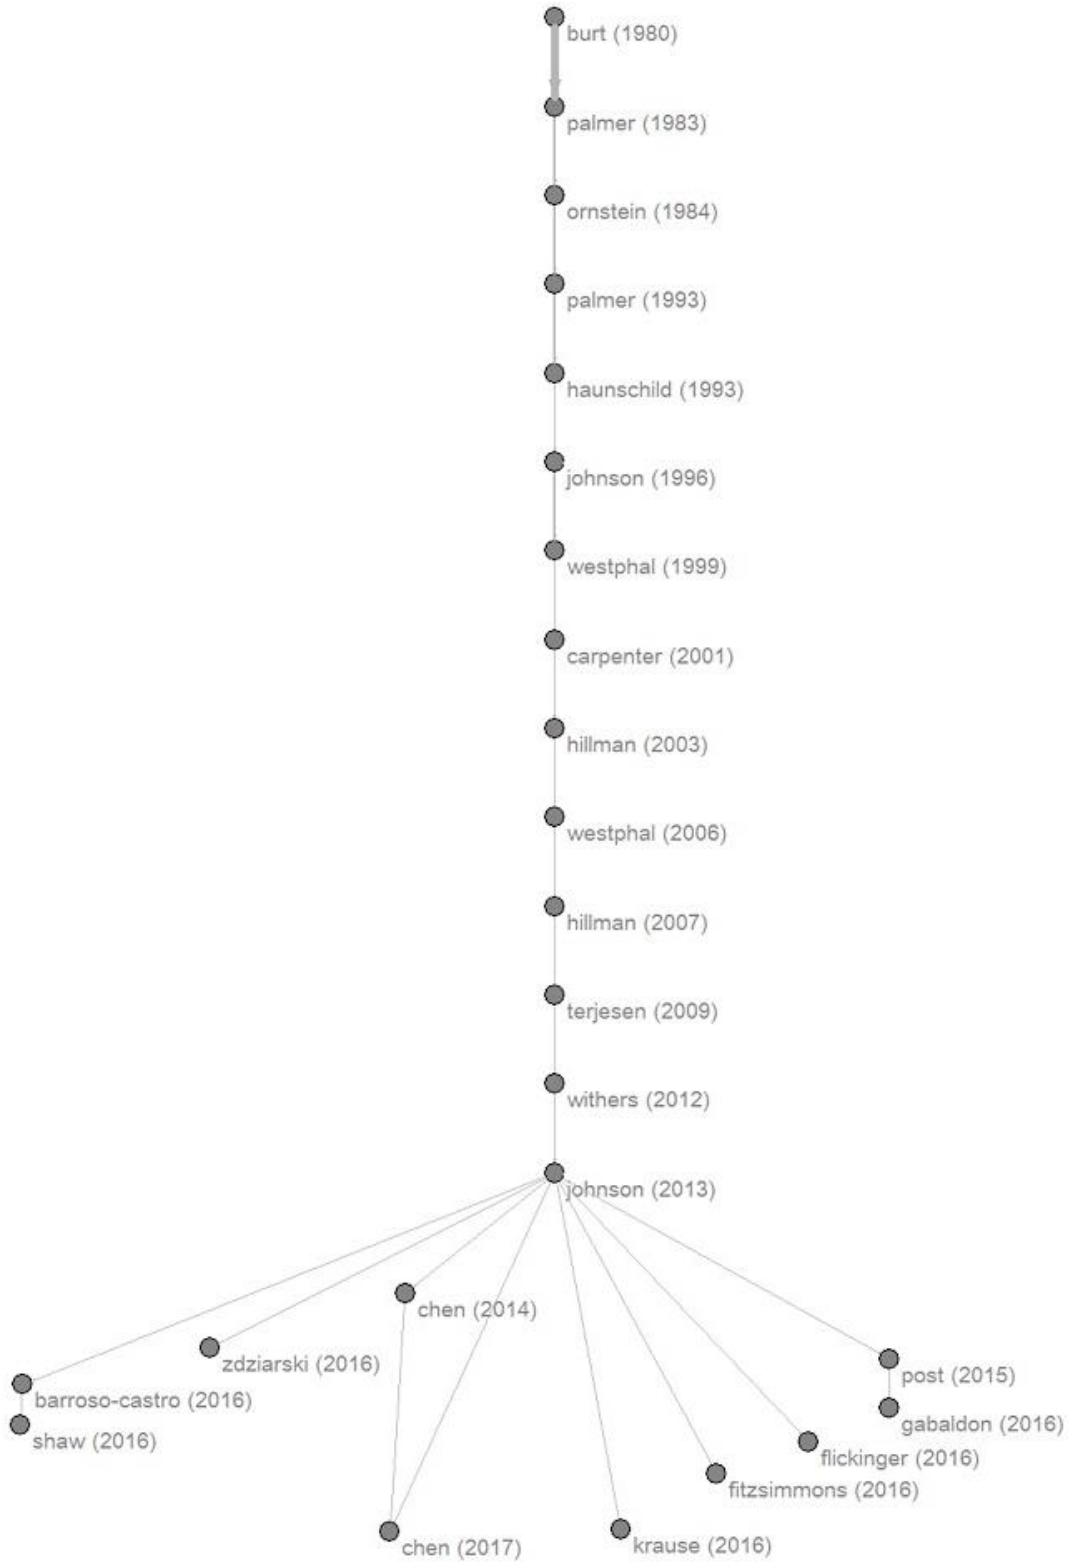 burt (1980)
palmer (1983)
ornstein (1984)
palmer (1993)
haunschild (1993)
johnson (1996)
westphal (1999)
carpenter (2001)
hillman (2003)
westphal (2006)
hillman (2007)
terjesen (2009)
withers (2012)
johnson (2013)
chen (2014)
zdziarski (2016)
post (2015)
barroso-castro (2016)
gabaldon (2016)
shaw (2016)
flickinger (2016)
fitzsimmons (2016)
krause (2016)
chen (2017)